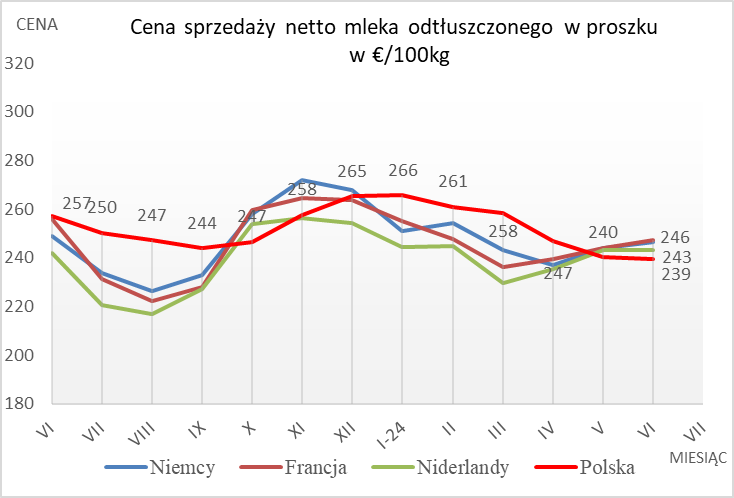 CENA
Cena sprzedaży netto mleka odtłuszczonego w proszku
w €/100kg
320
300
280
260
240
220
200
180
257
250
247
244
247
258
265
266
261
258
247
240
246
243
239
VI
VII
VIII
IX
X
XI
XII
I-24
II
III
IV
V
VI
VII
MIESIĄC
Niemcy
Francja
Niderlandy
Polska